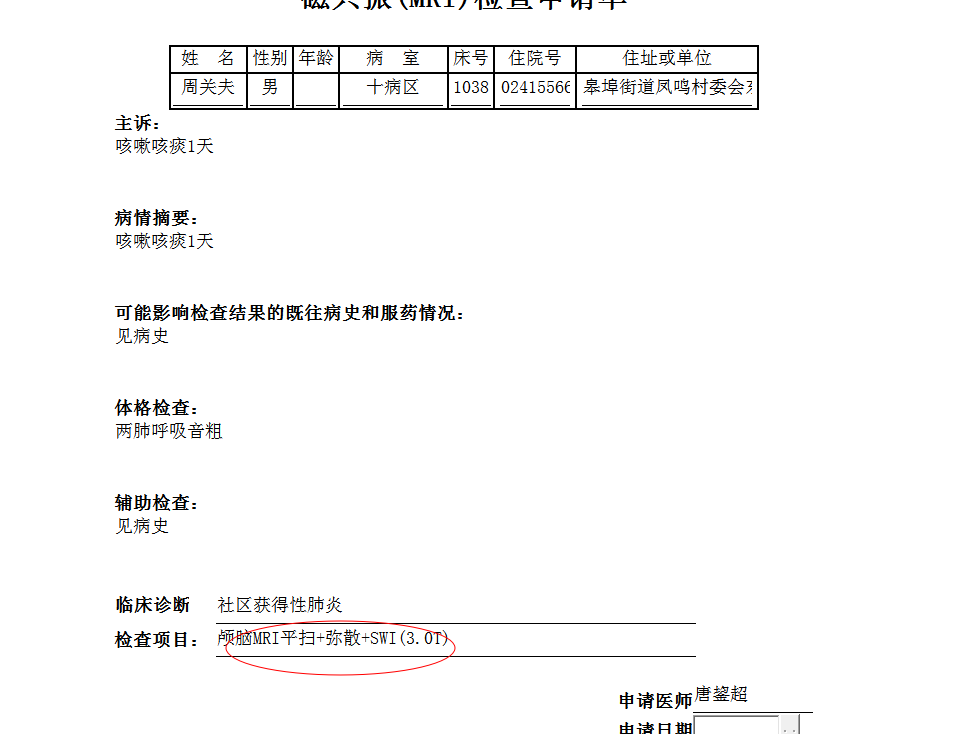 磁共振(MRI)检查申请单
姓 名 性别 年龄 病 室 床号 住院号 住址或单位
周关夫 男 十病区 1038 02415566 皋埠街道凤鸣村委会
主诉：
咳嗽咳痰1天
病情摘要：
咳嗽咳痰1天
可能影响检查结果的既往病史和服药情况：
见病史
体格检查：
两肺呼吸音粗
辅助检查：
见病史
临床诊断 社区获得性肺炎
检查项目： 颅脑MRI平扫+弥散+SWI(3.0T)
申请医师 唐鋆超
申请日期
..